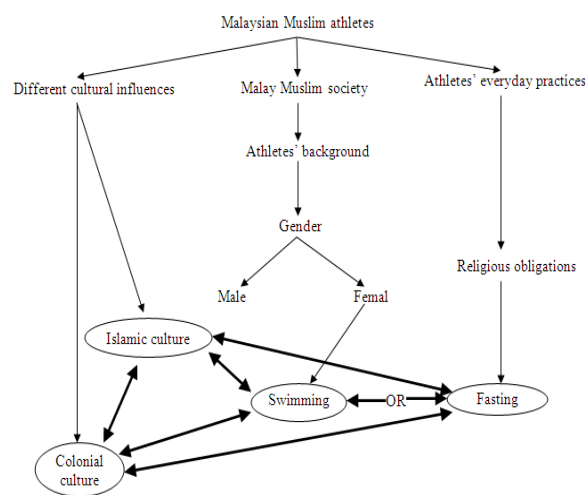 Malaysian Muslim athletes
Different cultural influences
Malay Muslim society
Athletes' everyday practices
Athletes' background
Gender
Religious obligations
Male
Femal
Islamic culture
Swimming
OR
Fasting
Colonial
culture